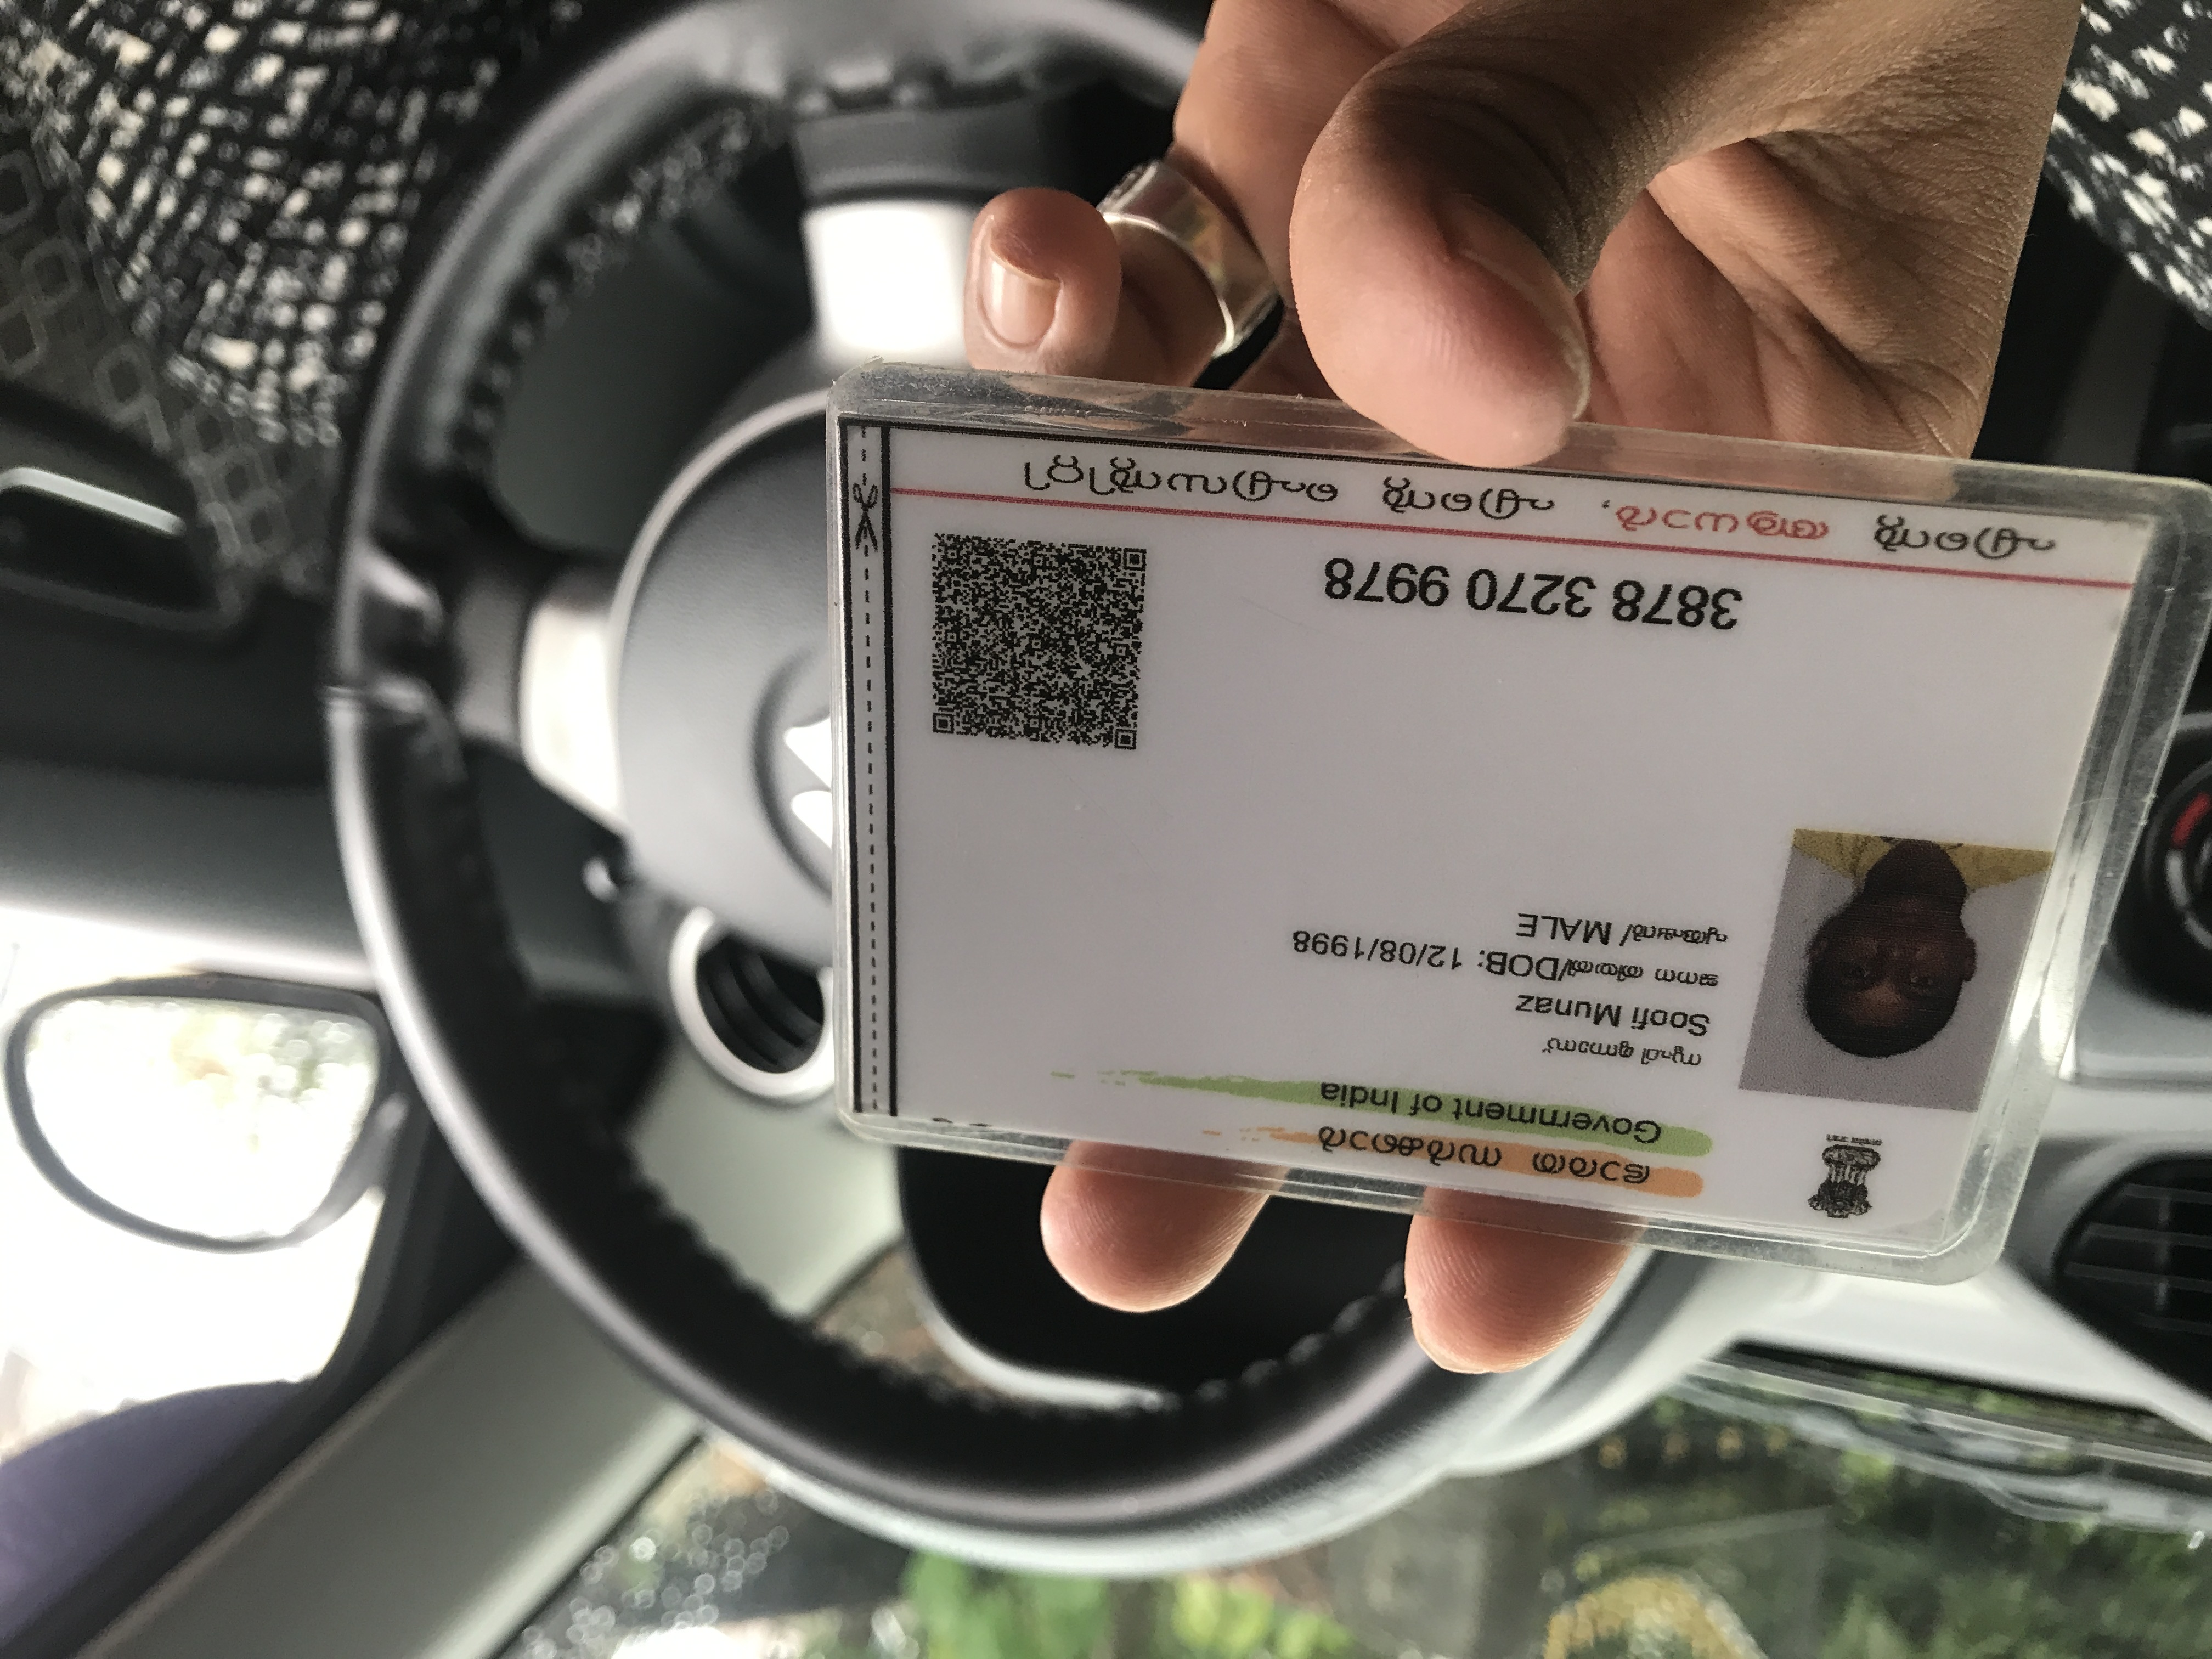 ഭാരത സർക്കാർ
Government of India
സൂഫി മുന്നാസ്
Soofi Munaz
ജനന തിയതി/DOB: 12/08/1998
പുരുഷൻ/ MALE
3878 3270 9978
എന്റെ ആധാർ, എന്റെ ഐഡന്റിറ്റി